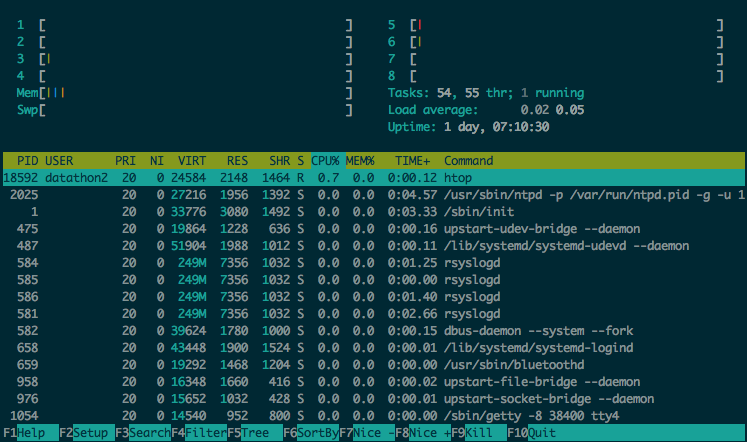 1 [ ] 5 [| ]
2 [ ] 6 [| ]
3 [| ] 7 [ ]
4 [ ] 8 [ ]
Mem[||| ] Tasks: 54, 55 thr; 1 running
Swp[ ] Load average: 0.02 0.05
Uptime: 1 day, 07:10:30
PID USER PRI NI VIRT RES SHR S CPU% MEM% TIME+ Command
18592 datathon2 20 0 24584 2148 1464 R 0.7 0.0 0:00.12 htop
2025 20 0 27216 1956 1392 S 0.0 0.0 0:04.57 /usr/sbin/ntpd -p /var/run/ntpd.pid -g -u 1
1 20 0 33776 3080 1492 S 0.0 0.0 0:03.33 /sbin/init
475 20 0 19864 1228 636 S 0.0 0.0 0:00.16 upstart-udev-bridge --daemon
487 20 0 51904 1988 1012 S 0.0 0.0 0:00.11 /lib/systemd/systemd-udevd --daemon
584 20 0 249M 7356 1032 S 0.0 0.0 0:01.25 rsyslogd
585 20 0 249M 7356 1032 S 0.0 0.0 0:00.00 rsyslogd
586 20 0 249M 7356 1032 S 0.0 0.0 0:01.40 rsyslogd
581 20 0 249M 7356 1032 S 0.0 0.0 0:02.66 rsyslogd
582 20 0 39624 1780 1000 S 0.0 0.0 0:00.15 dbus-daemon --system --fork
658 20 0 43448 1900 1524 S 0.0 0.0 0:00.01 /lib/systemd/systemd-logind
659 20 0 19292 1468 1204 S 0.0 0.0 0:00.00 /usr/sbin/bluetoothd
958 20 0 16348 1660 416 S 0.0 0.0 0:00.02 upstart-file-bridge --daemon
976 20 0 15652 1032 428 S 0.0 0.0 0:00.01 upstart-socket-bridge --daemon
1054 20 0 14540 952 800 S 0.0 0.0 0:00.00 /sbin/getty -8 38400 tty4
F1Help F2Setup F3SearchF4FilterF5Tree F6SortByF7Nice -F8Nice +F9Kill F10Quit